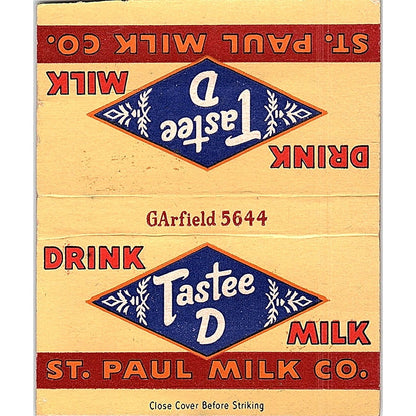 ST. PAUL MILK CO.
DRINK
Tastee
D
MILK
GArfield 5644
DRINK
Tastee
D
MILK
ST. PAUL MILK CO.
Close Cover Before Striking